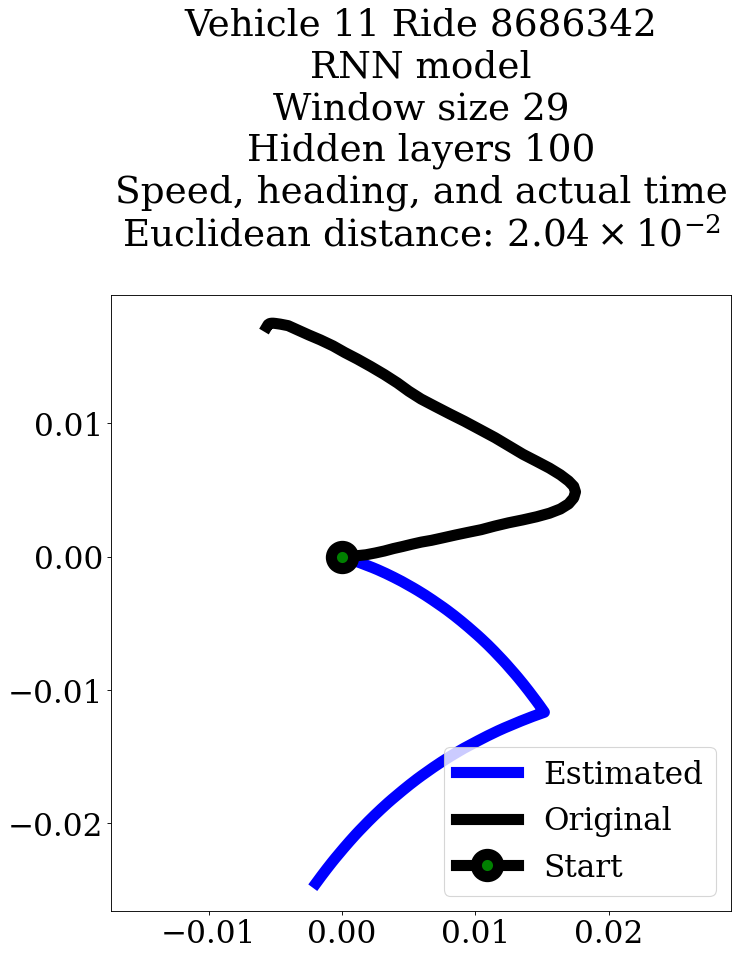 Vehicle 11 Ride 8686342
RNN model
Window size 29
Hidden layers 100
Speed, heading, and actual time
Euclidean distance: 2.04 × 10⁻²
0.01
0.00
−0.01
−0.02
Estimated
Original
Start
−0.01 0.00 0.01 0.02